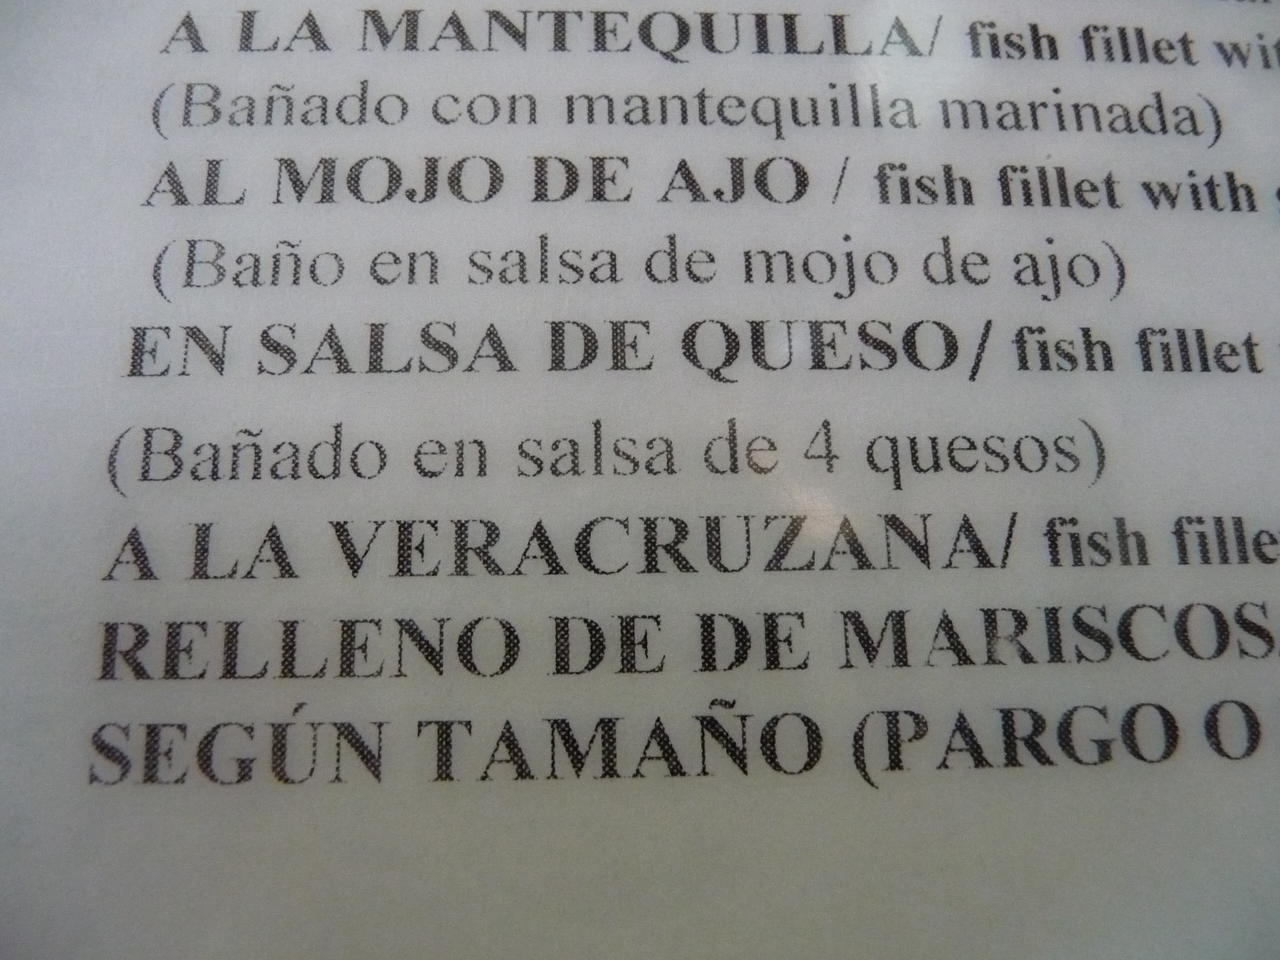 A LA MANTEQUILLA/ fish fillet
(Bañado con mantequilla marinada)
AL MOJO DE AJO / fish fillet with
(Baño en salsa de mojo de ajo)
EN SALSA DE QUESO/ fish fillet
(Bañado en salsa de 4 quesos)
A LA VERACRUZANA/ fish
RELLENO DE DE MARISCOS
SEGÚN TAMAÑO (PARGO O